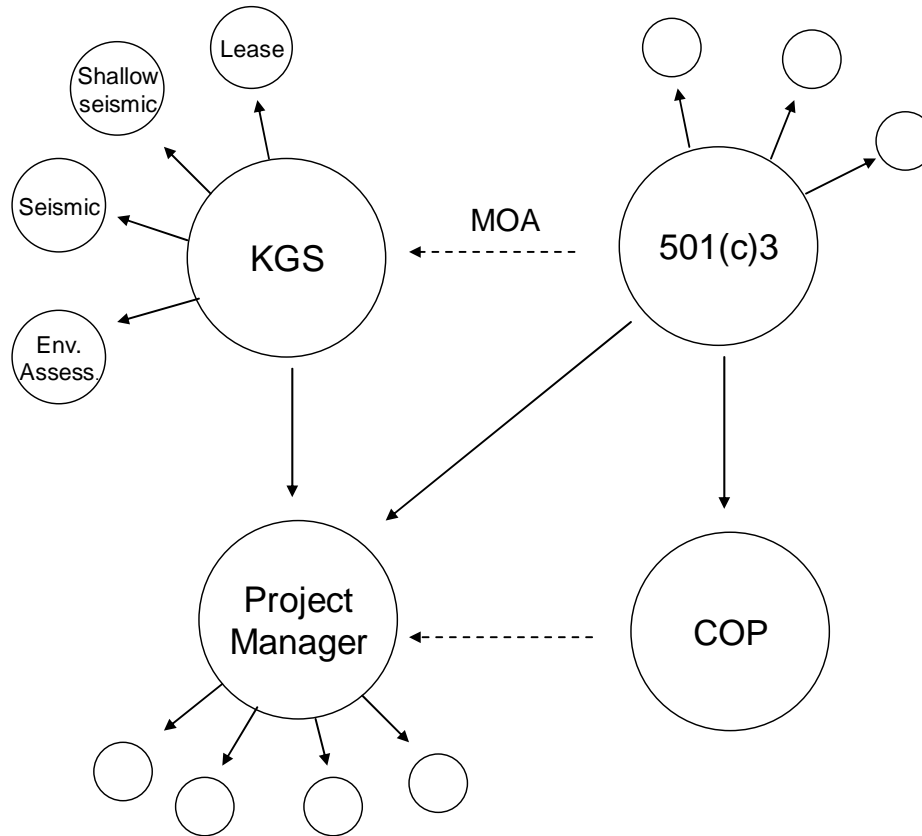 Lease
Shallow
seismic
Seismic
KGS
Env.
Assess.
MOA
501(c)3
Project
Manager
COP